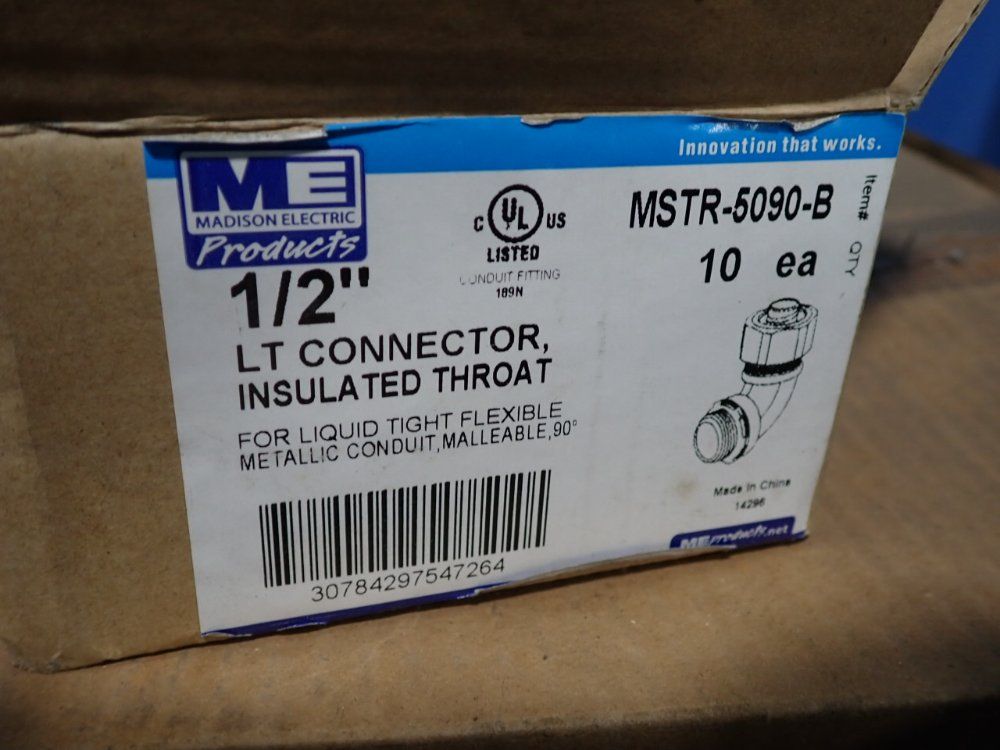 Innovation that works.
ME
MADISON ELECTRIC
Products
C UL US
LISTED
CONDUIT FITTING
189N
MSTR-5090-B
Item#
10 ea
QTY
1/2"
LT CONNECTOR,
INSULATED THROAT
FOR LIQUID TIGHT FLEXIBLE
METALLIC CONDUIT,MALLEABLE,90°
Made In China
14296
30784297547264
MEProducts.net